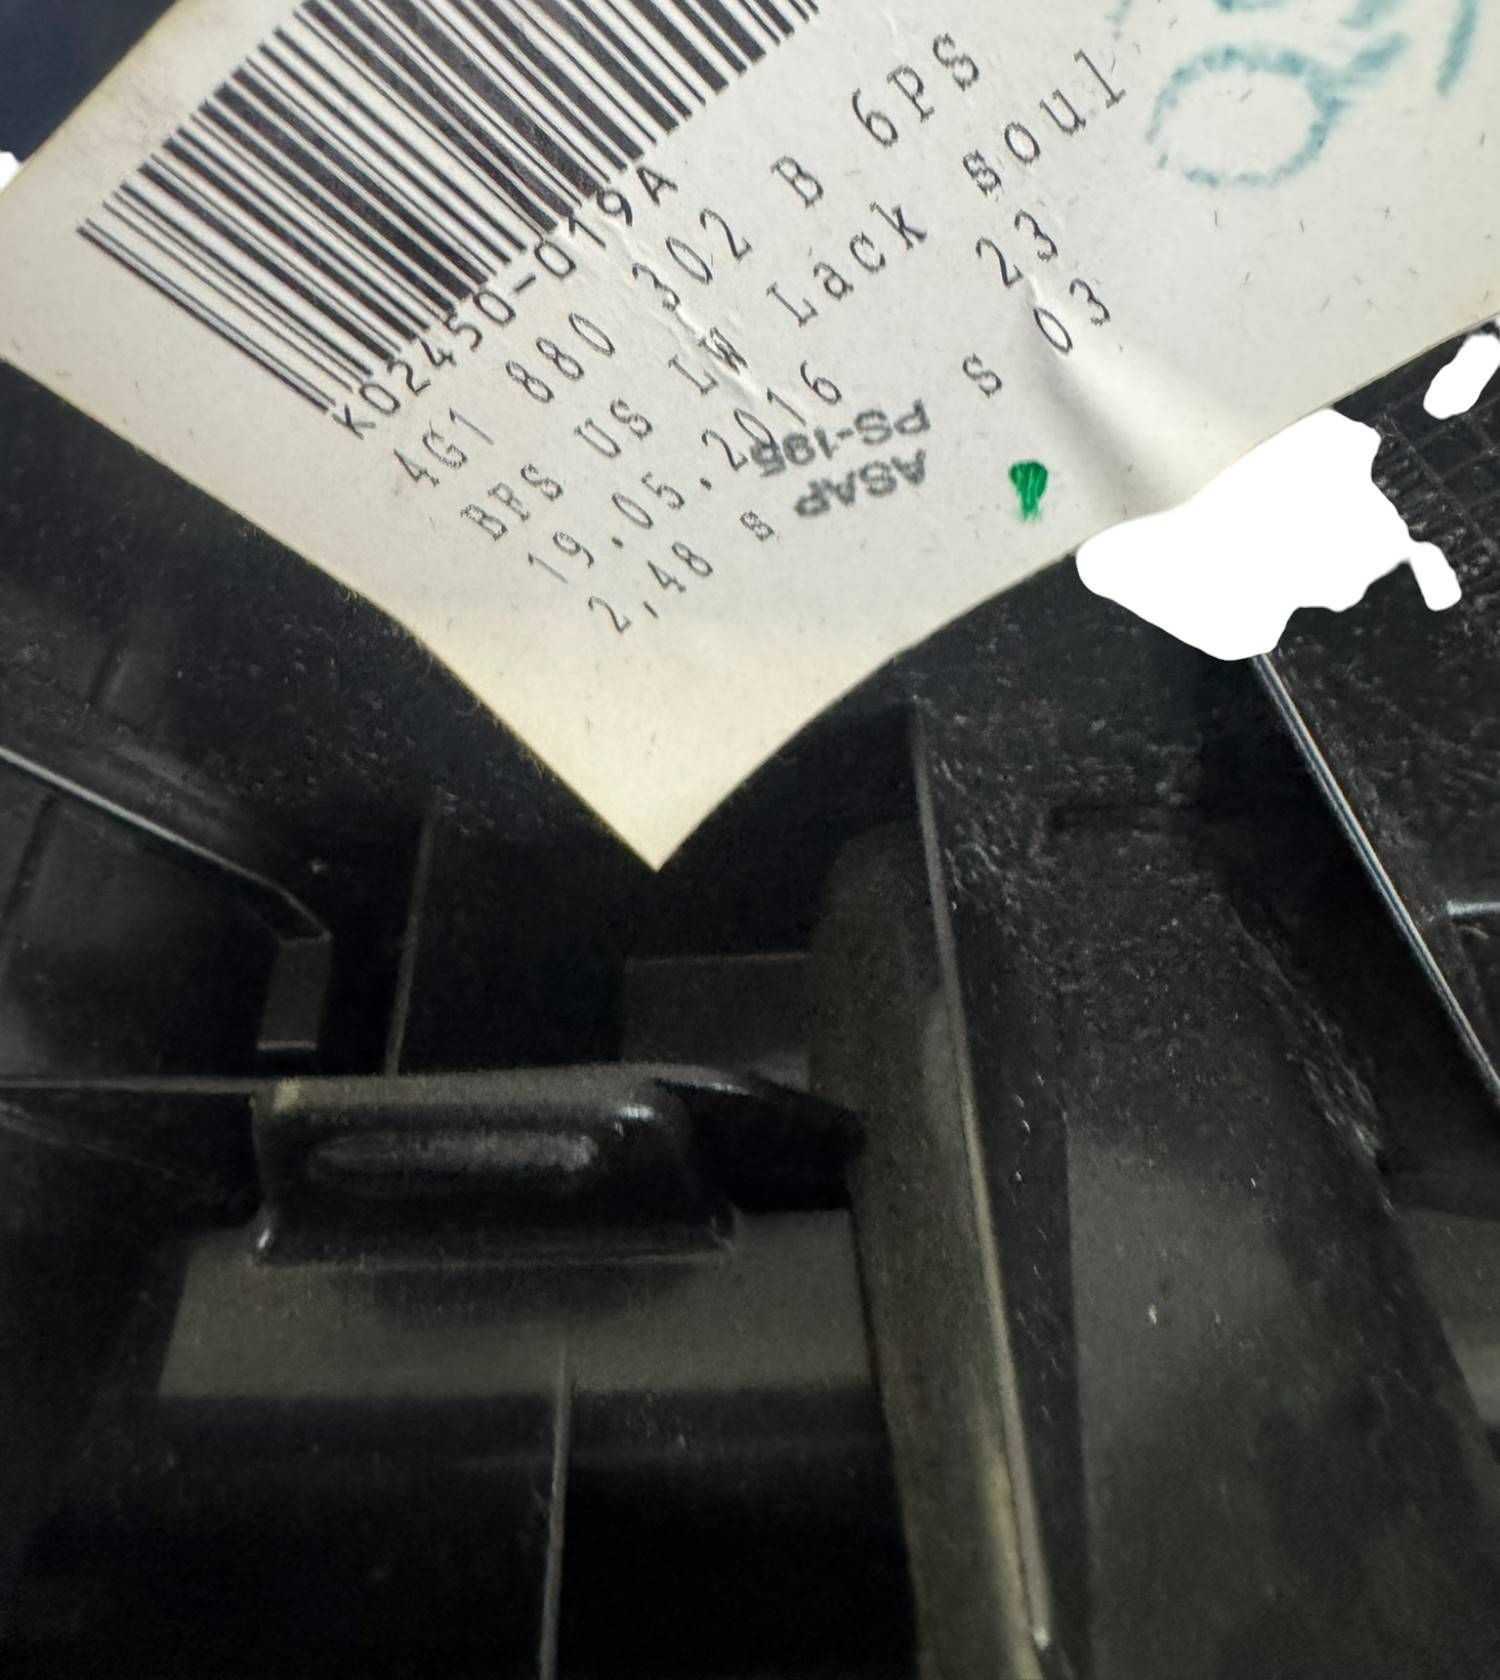 K02450-019A
4G1 880 302 B 6PS
BFS US LW Lack soul
19.05.2016 23
2,48 s S 03
ASAP
PS-195